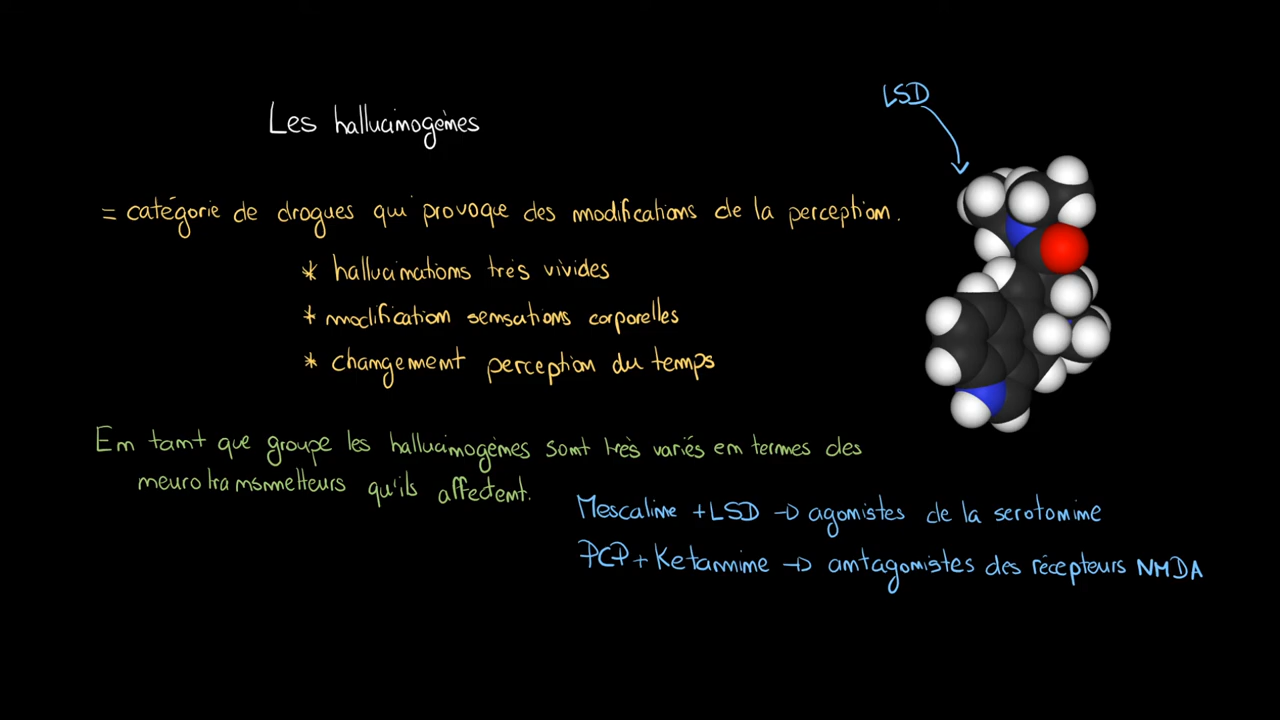 Les hallucinogènes
LSD
= catégorie de drogues qui provoque des modifications de la perception.
* hallucinations très vivides
* modification sensations corporelles
* changement perception du temps
En tant que groupe les hallucinogènes sont très variés en termes des
neurotransmetteurs qu'ils affectent.
Mescaline + LSD → agonistes de la serotonine
PCP + Ketamine → antagonistes des récepteurs NMDA